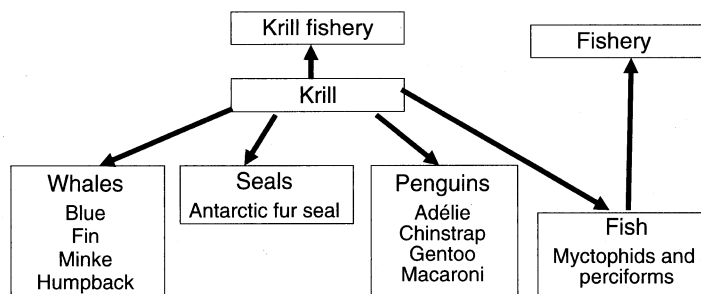 Krill fishery
Fishery
Krill
Whales
Blue
Fin
Minke
Humpback
Seals
Antarctic fur seal
Penguins
Adélie
Chinstrap
Gentoo
Macaroni
Fish
Myctophids and
perciforms